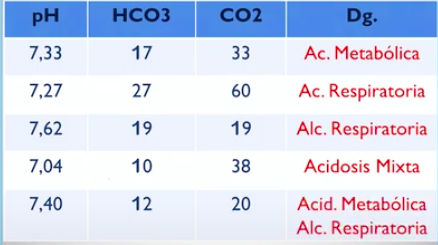 pH HCO3 CO2 Dg.
7,33 17 33 Ac. Metabólica
7,27 27 60 Ac. Respiratoria
7,62 19 19 Alc. Respiratoria
7,04 10 38 Acidosis Mixta
7,40 12 20 Acid. Metabólica
Alc. Respiratoria